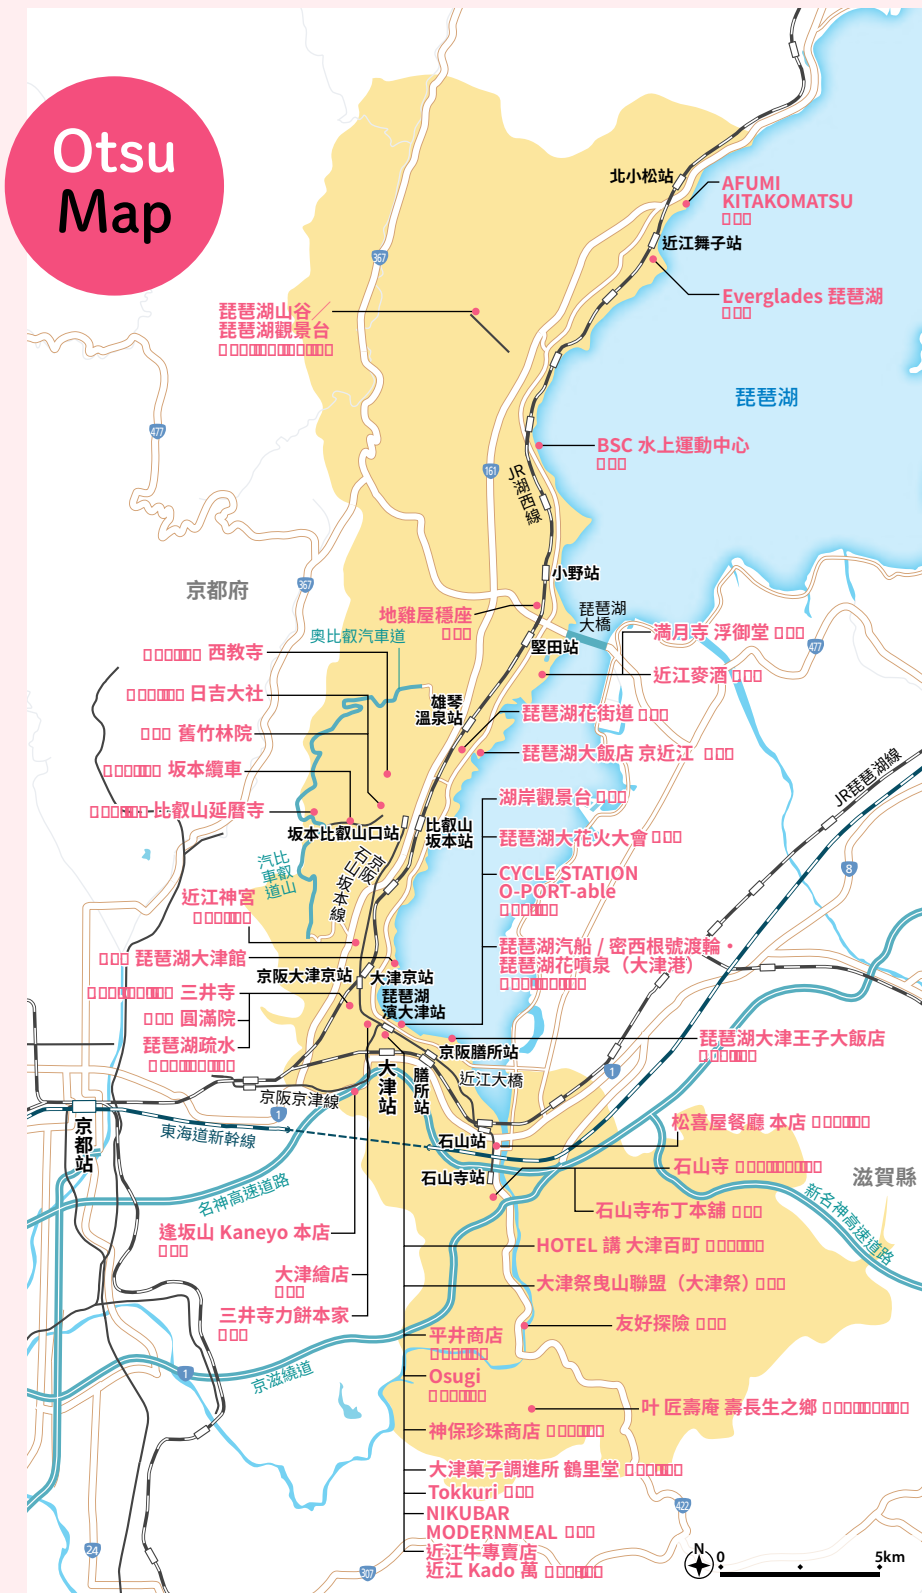 Otsu
Map
北小松站
AFUMI
KITAKOMATSU
近江舞子站
367
Everglades 琵琶湖
琵琶湖山谷／
琵琶湖觀景台
琵琶湖
477
BSC 水上運動中心
161
JR湖西線
小野站
京都府
367
地雞屋穩座
琵琶湖
大橋
奧比叡汽車道
満月寺 浮御堂
堅田站
477
西教寺
近江麥酒
日吉大社
雄琴
溫泉站
琵琶湖花街道
舊竹林院
琵琶湖大飯店 京近江
坂本纜車
JR琵琶湖線
湖岸觀景台
比叡山延曆寺
坂本比叡山口站
比叡山
坂本站
琵琶湖大花火大會
比叡山
汽車道
京阪
石山坂本線
CYCLE STATION
O-PORT-able
8
近江神宮
琵琶湖汽船 / 密西根號渡輪・
琵琶湖花噴泉（大津港）
琵琶湖大津館
京阪大津京站
大津京站
三井寺
琵琶湖
濱大津站
圓滿院
琵琶湖疏水
琵琶湖大津王子大飯店
京阪膳所站
大津站
膳所站
近江大橋
1
京阪京津線
1
京都站
東海道新幹線
石山站
松喜屋餐廳 本店
石山寺站
石山寺
滋賀縣
名神高速道路
石山寺布丁本舖
新名神高速道路
逢坂山 Kaneyo 本店
HOTEL 講 大津百町
大津繪店
大津祭曳山聯盟（大津祭）
三井寺力餅本家
友好探險
平井商店
1
京滋繞道
Osugi
叶 匠壽庵 壽長生之鄉
神保珍珠商店
大津菓子調進所 鶴里堂
Tokkuri
422
NIKUBAR
MODERNMEAL
近江牛專賣店
近江 Kado 萬
24
307
N
0
5km